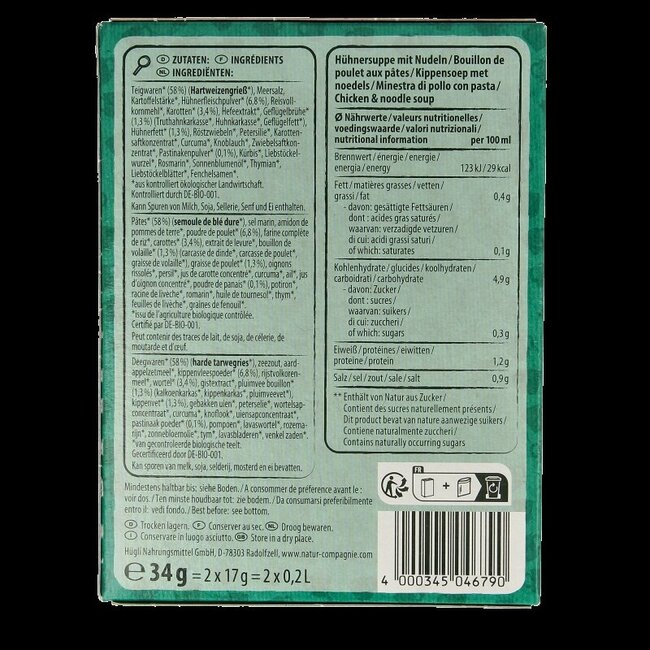 D ZUTATEN: F INGRÉDIENTS
NL INGREDIËNTEN:
Teigwaren* (58 %) (Hartweizengrieß*), Meersalz,
Kartoffelstärke*, Hühnerfleischpulver* (6,8 %), Reisvoll-
kornmehl*, Karotten* (3,4 %), Hefeextrakt*, Geflügelbrühe*
(1,3 %) (Truthahnkarkasse*, Huhnkarkasse*, Geflügelfett*),
Hühnerfett* (1,3 %), Röstzwiebeln*, Petersilie*, Karotten-
saftkonzentrat*, Curcuma*, Knoblauch*, Zwiebelsaftkon-
zentrat*, Pastinakenpulver* (0,1%), Kürbis*, Liebstöckel-
wurzel*, Rosmarin*, Sonnenblumenöl*, Thymian*,
Liebstöckelblätter*, Fenchelsamen*.
*aus kontrolliert ökologischer Landwirtschaft.
Kontrolliert durch DE-BIO-001.
Kann Spuren von Milch, Soja, Sellerie, Senf und Ei enthalten.
Pâtes* (58 %) (semoule de blé dure*), sel marin, amidon de
pommes de terre*, poudre de poulet* (6,8 %), farine complète
de riz*, carottes* (3,4 %), extrait de levure*, bouillon de
volaille* (1,3 %) (carcasse de dinde*, carcasse de poulet*,
graisse de volaille*), graisse de poulet* (1,3 %), oignons
rissolés*, persil*, jus de carotte concentré*, curcuma*, ail*, jus
d'oignon concentré*, poudre de panais* (0,1%), potiron*,
racine de livèche*, romarin*, huile de tournesol*, thym*,
feuilles de livèche*, graines de fenouil*.
*issu de l'agriculture biologique contrôlée.
Certifié par DE-BIO-001.
Peut contenir des traces de lait, de soja, de céleri, de
moutarde et d'œuf.
Deegwaren* (58 %) (harde tarwegries*), zeezout, aard-
appelzetmeel*, kippenvleespoeder* (6,8 %), rijstvolkoren-
meel*, wortel* (3,4 %), gistextract*, pluimvee bouillon*
(1,3 %) (kalkoenkarkas*, kippenkarkas*, pluimveevet*),
kippenvet* (1,3%), gebakken uien*, peterselie*, wortelsap-
concentraat*, curcuma*, knoflook*, uiensapconcentraat*,
pastinaak poeder* (0,1%), pompoen*, lavaswortel*, rozema-
rijn*, zonnebloemolie*, tym*, lavasbladeren*, venkel zaden*.
*van gecontroleerde biologische teelt.
Gecertificeerd door DE-BIO-001.
Kan sporen van melk, soja, selderij, mosterd en ei bevatten.
Hühnersuppe mit Nudeln / Bouillon de
poulet aux pâtes / Kippensoep met
noedels / Minestra di pollo con pasta /
Chicken & noodle soup
Ø Nährwerte / valeurs nutritionelles /
voedingswaarde / valori nutrizionali /
nutritional information per 100 ml
Brennwert / énergie / energie /
energia / energy 123 kJ / 29 kcal
Fett / matières grasses / vetten /
grassi / fat 0,4g
- davon: gesättigte Fettsäuren /
dont : acides gras saturés /
waarvan: verzadigde vetzuren /
di cui: acidi grassi saturi /
of which: saturates 0,1g
Kohlenhydrate / glucides / koolhydraten /
carboidrati / carbohydrate 4,9g
- davon: Zucker /
dont : sucres /
waarvan: suikers /
di cui: zuccheri /
of which: sugars 0,3g
Eiweiß / protéines / eiwitten /
proteine / protein 1,2g
Salz / sel / zout / sale / salt 0,9g
** Enthält von Natur aus Zucker /
Contient des sucres naturellement présents /
Dit product bevat van nature aanwezige suikers /
Contiene naturalmente zuccheri /
Contains naturally occurring sugars
Mindestens haltbar bis: siehe Boden. / A consommer de préférence avant le :
voir dos. / Ten minste houdbaar tot: zie bodem. / Da consumarsi preferibilmente
entro il: vedi fondo. / Best before: see bottom.
D Trocken lagern. F Conserver au sec. NL Droog bewaren.
I Conservare in luogo asciutto. GB Store in a dry place.
Hügli Nahrungsmittel GmbH, D-78303 Radolfzell, www.natur-compagnie.com
e 34 g = 2 x 17 g = 2 x 0,2 L
FR
+
4 000345 046790